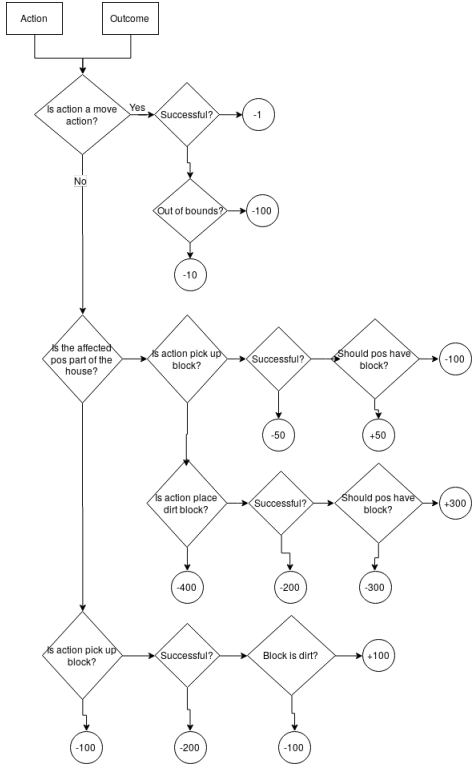 Action
Outcome
Is action a move
action?
Yes
Successful?
-1
No
Out of bounds?
-100
-10
Is the affected
pos part of the
house?
Is action pick up
block?
Successful?
Should pos have
block?
-100
-50
+50
Is action place
dirt block?
Successful?
Should pos have
block?
+300
-400
-200
-300
Is action pick up
block?
Successful?
Block is dirt?
+100
-100
-200
-100